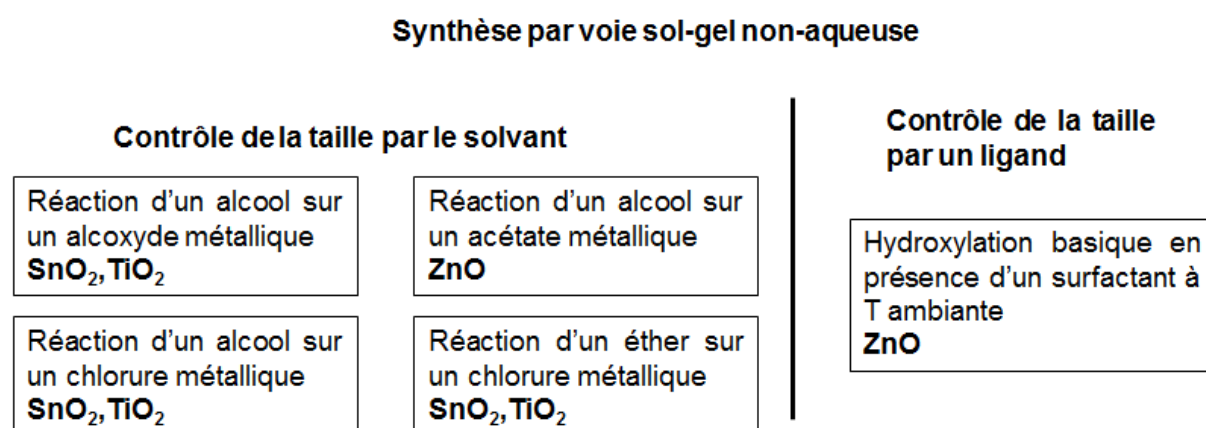 Synthèse par voie sol-gel non-aqueuse
Contrôle de la taille par le solvant
Réaction d'un alcool sur
un alcoxyde métallique
SnO₂, TiO₂
Réaction d'un alcool sur
un acétate métallique
ZnO
Réaction d'un alcool sur
un chlorure métallique
SnO₂, TiO₂
Réaction d'un éther sur
un chlorure métallique
SnO₂, TiO₂
Contrôle de la taille
par un ligand
Hydroxylation basique en
présence d'un surfactant à
T ambiante
ZnO